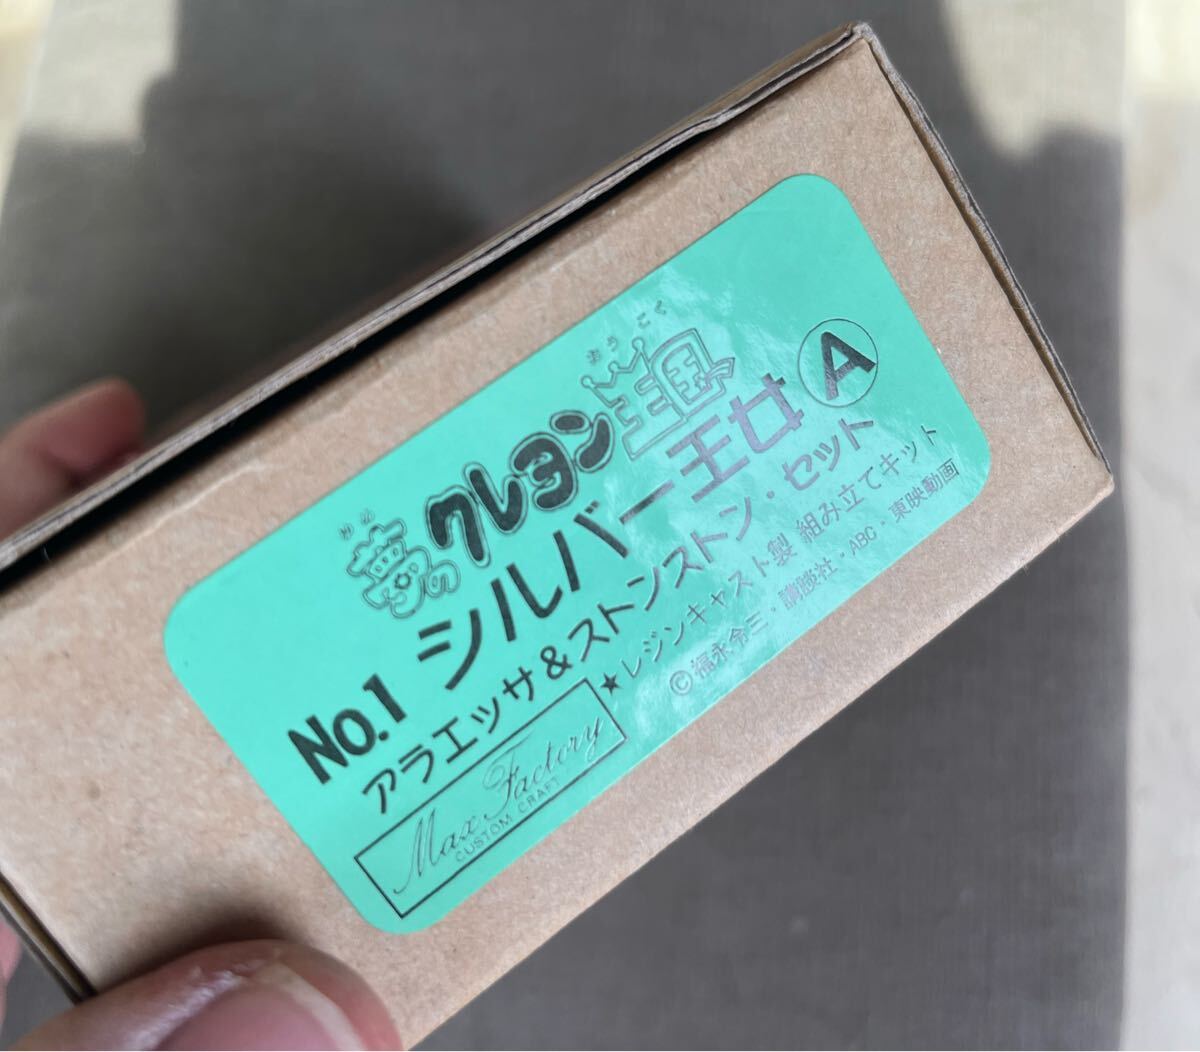 ゆめ おうこく
夢のクレヨン王国
No.1 シルバー王女 A
アラエッサ&ストンストン・セット
★レジンキャスト製 組み立てキット
©福永令三・講談社・ABC・東映動画
Max Factory
CUSTOM CRAFT